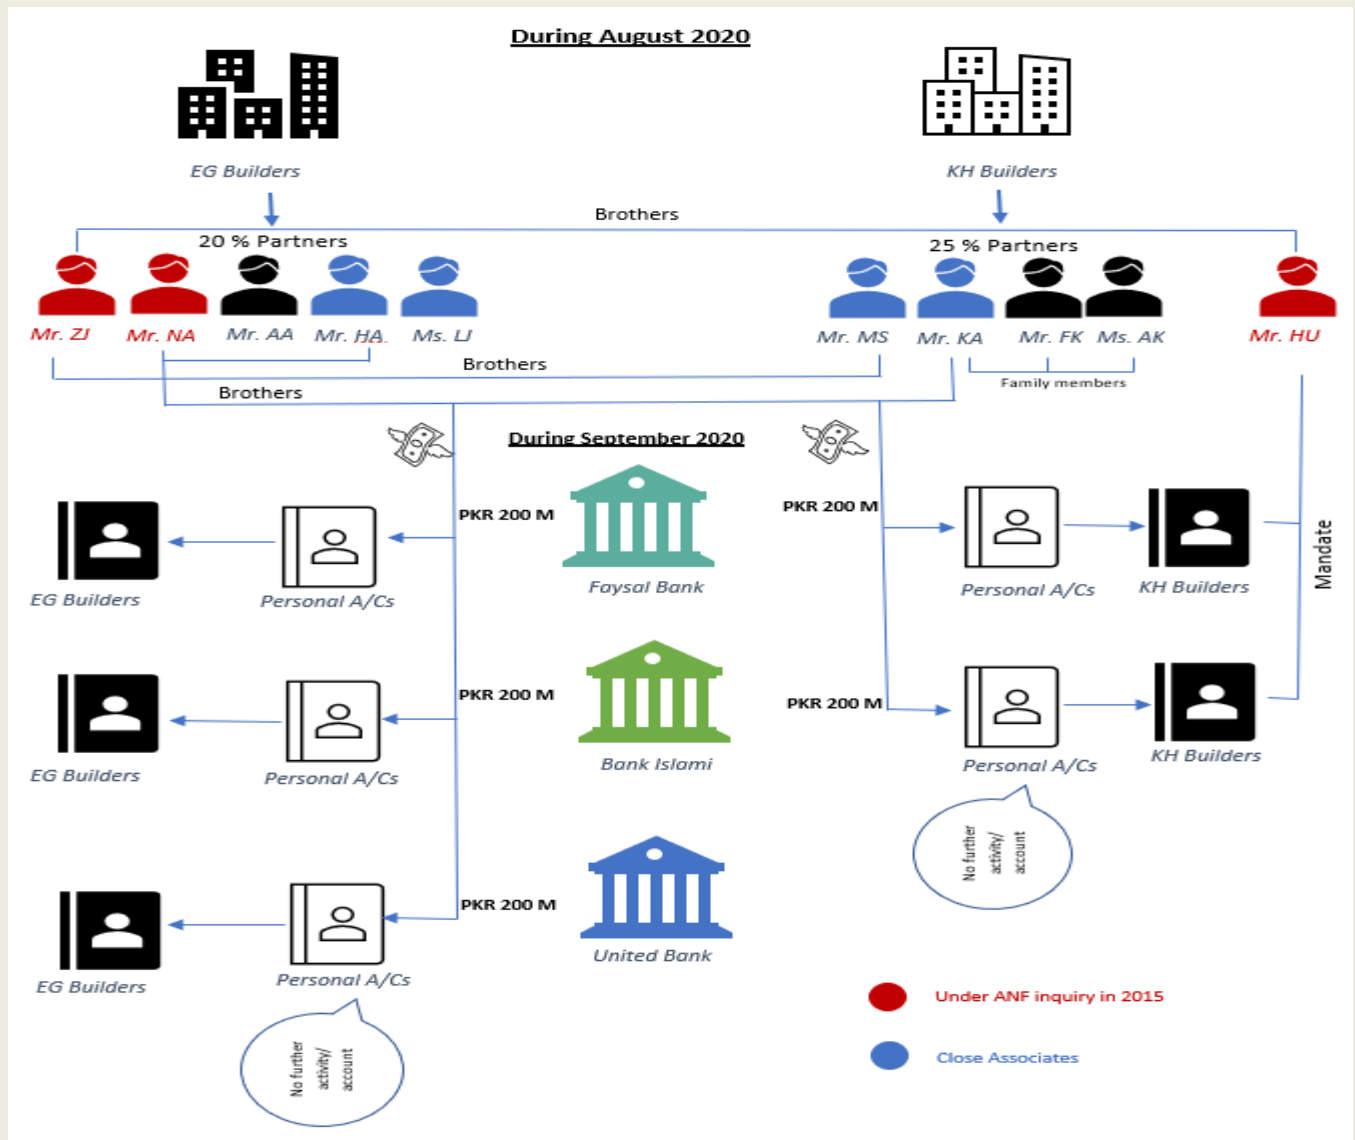 During August 2020
EG Builders
KH Builders
Brothers
20 % Partners
25 % Partners
Mr. ZJ
Mr. NA
Mr. AA
Mr. HA.
Ms. LJ
Mr. MS
Mr. KA
Mr. FK
Ms. AK
Mr. HU
Brothers
Family members
Brothers
During September 2020
PKR 200 M
PKR 200 M
Faysal Bank
EG Builders
Personal A/Cs
Personal A/Cs
KH Builders
Mandate
PKR 200 M
PKR 200 M
Bank Islami
EG Builders
Personal A/Cs
Personal A/Cs
KH Builders
No further
activity/
account
PKR 200 M
United Bank
EG Builders
Personal A/Cs
No further
activity/
account
Under ANF inquiry in 2015
Close Associates